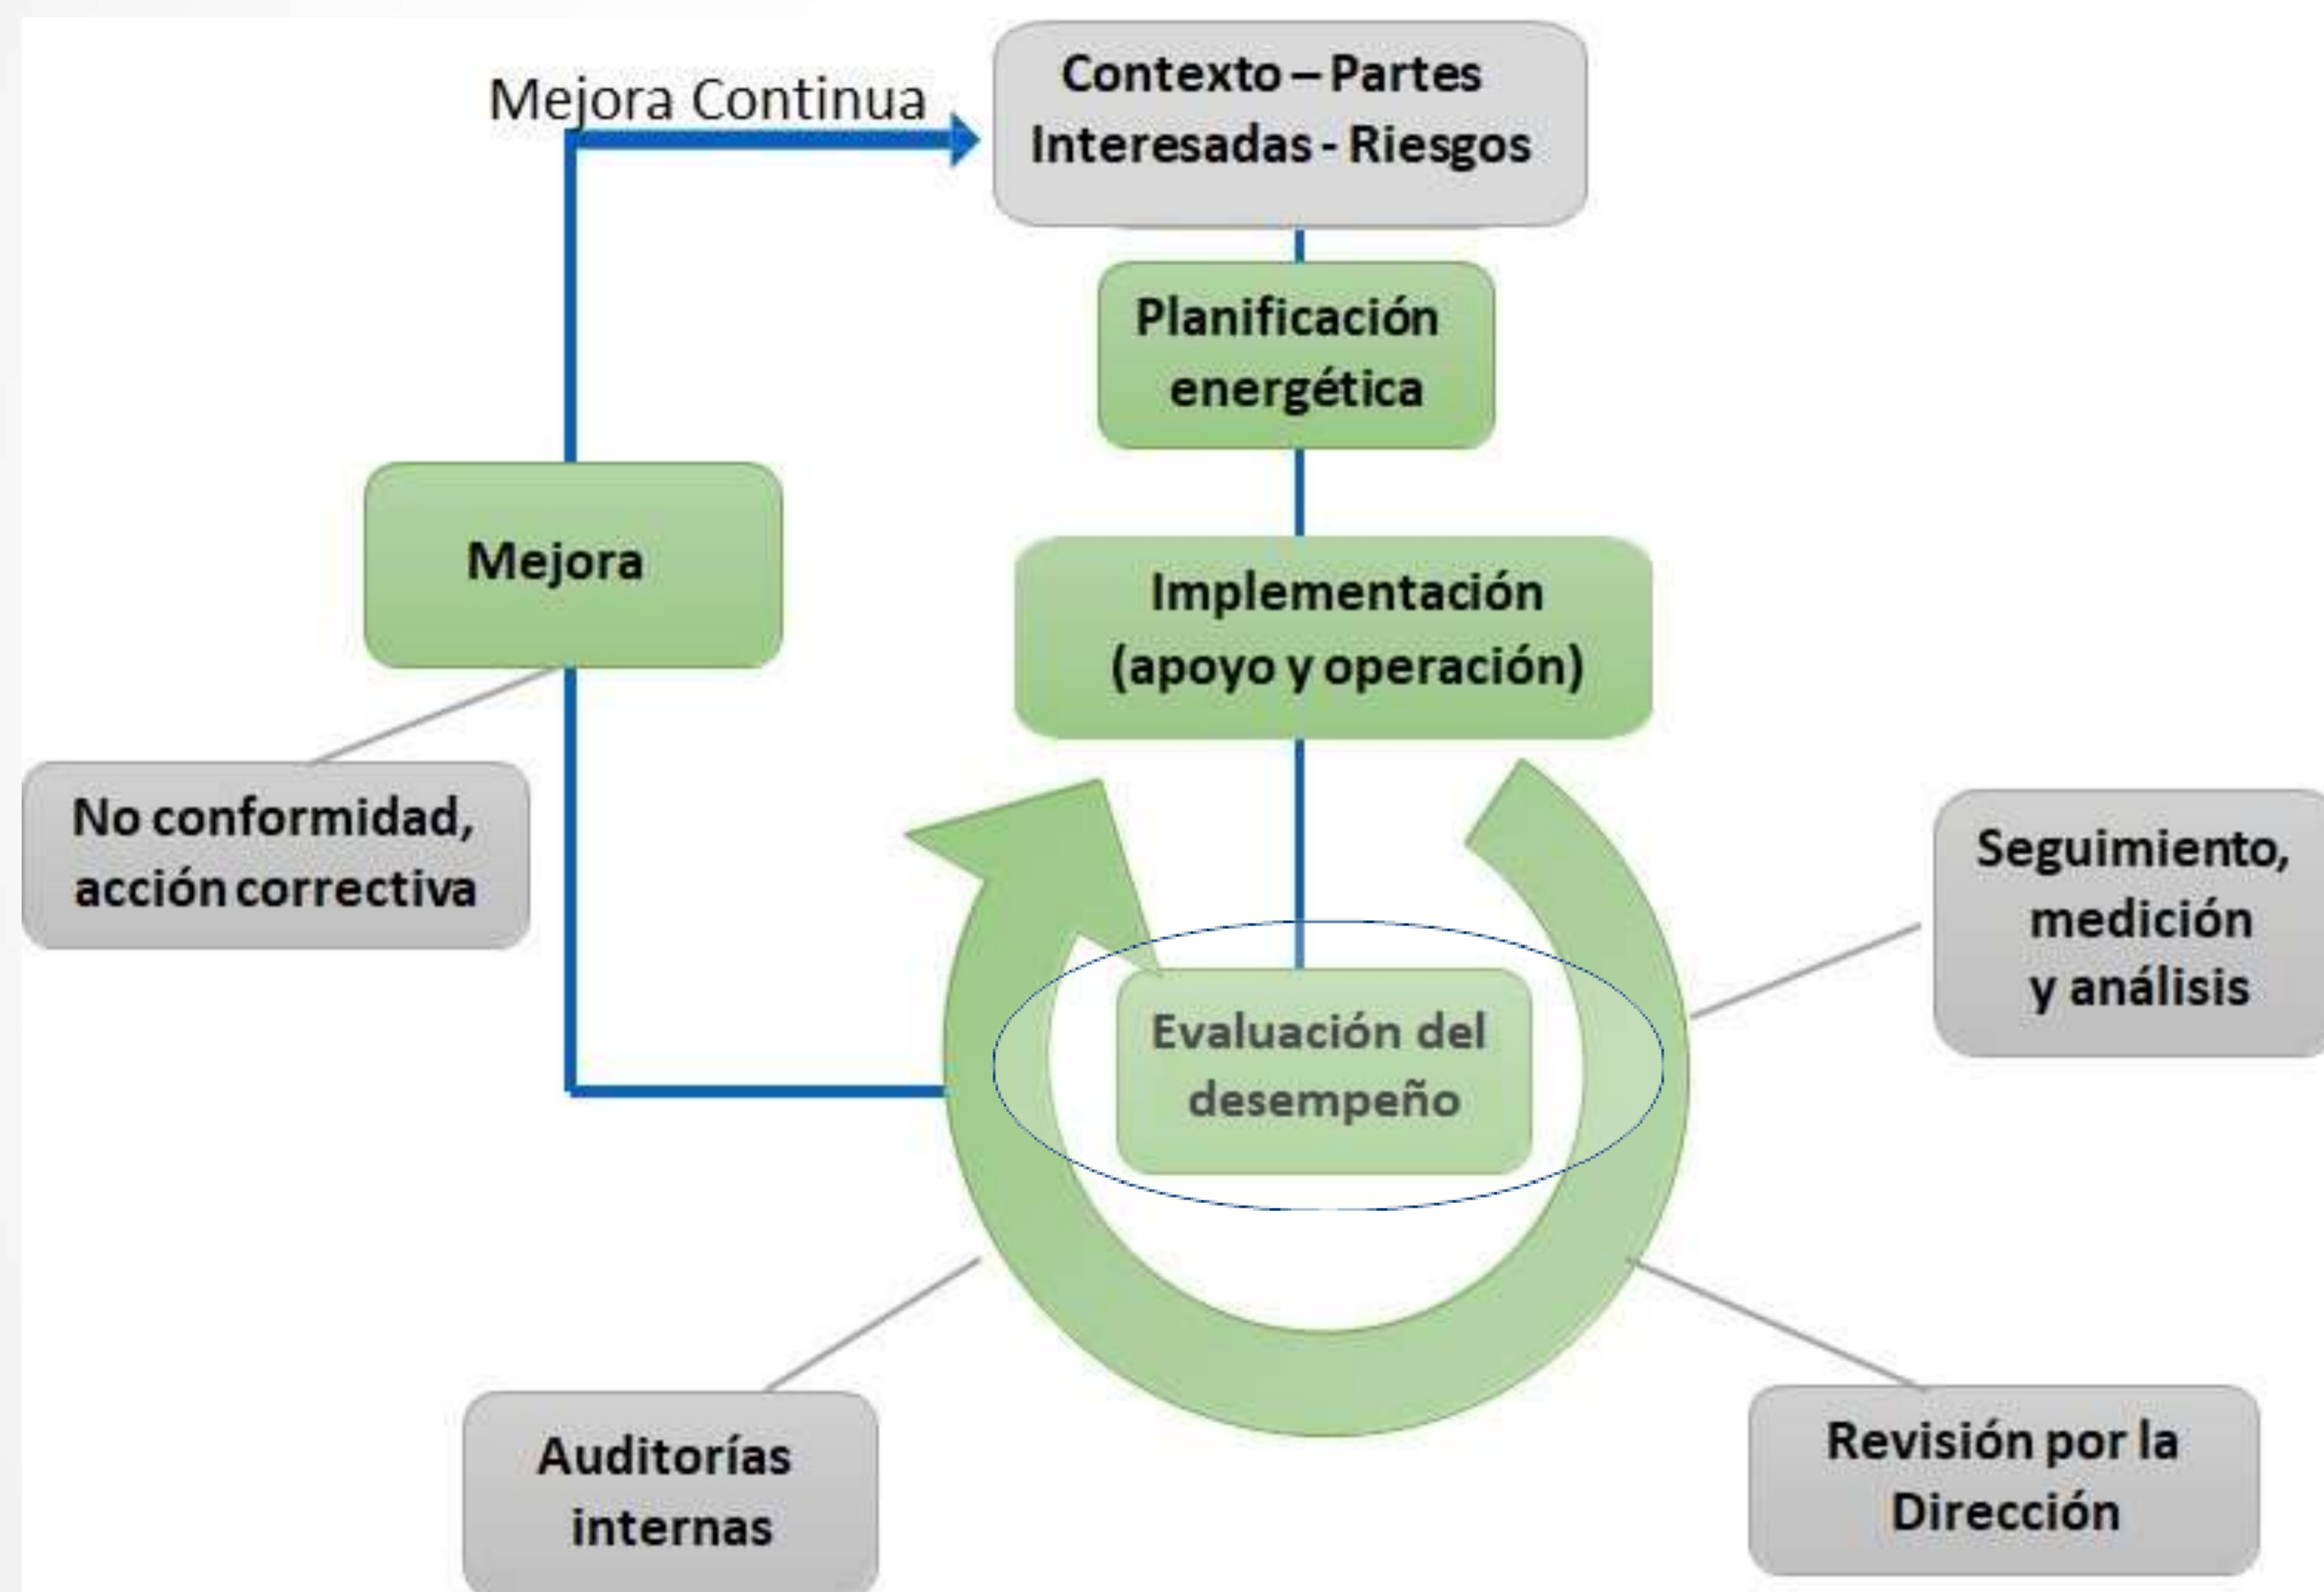 Mejora Continua
Contexto – Partes
Interesadas - Riesgos
Planificación
energética
Mejora
Implementación
(apoyo y operación)
No conformidad,
acción correctiva
Seguimiento,
medición
y análisis
Evaluación del
desempeño
Auditorías
internas
Revisión por la
Dirección